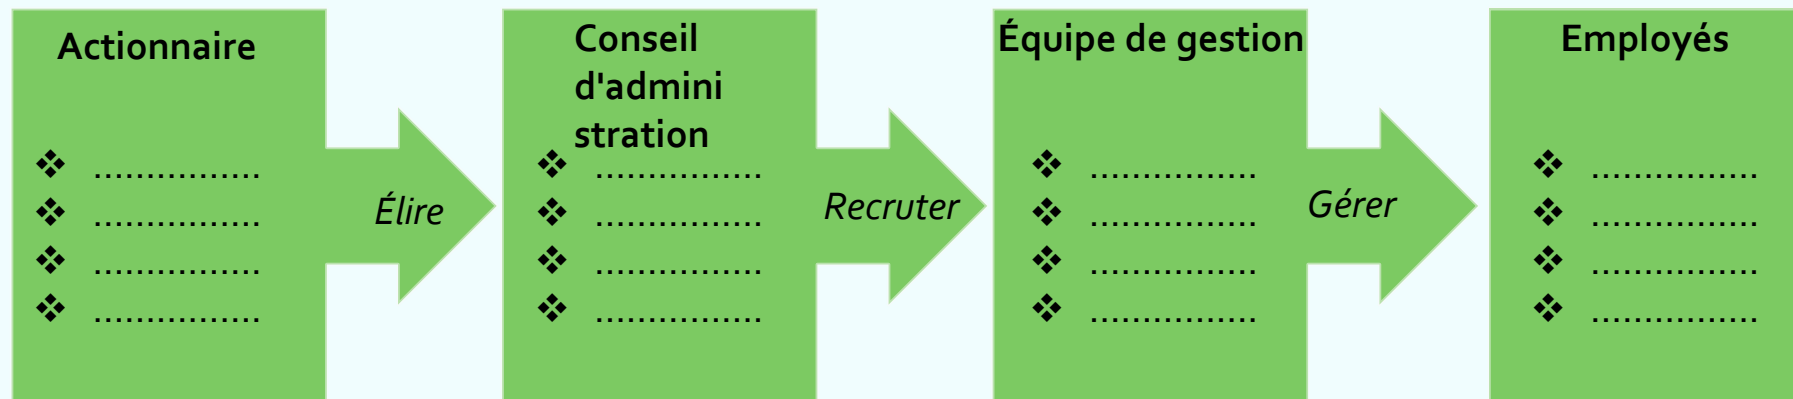 Actionnaire
❖ ................
❖ ................
❖ ................
❖ ................
Élire
Conseil
d'admini
stration
❖ ................
❖ ................
❖ ................
❖ ................
Recruter
Équipe de gestion
❖ ................
❖ ................
❖ ................
❖ ................
Gérer
Employés
❖ ................
❖ ................
❖ ................
❖ ................